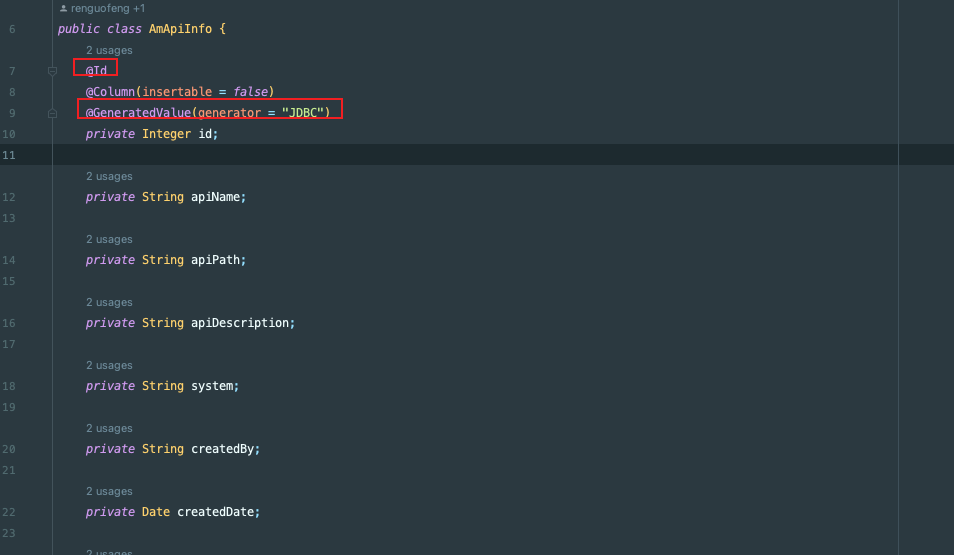 renguofeng +1
6 public class AmApiInfo {
2 usages
7 @Id
8 @Column(insertable = false)
9 @GeneratedValue(generator = "JDBC")
10 private Integer id;
11
2 usages
12 private String apiName;
13
2 usages
14 private String apiPath;
15
2 usages
16 private String apiDescription;
17
2 usages
18 private String system;
19
2 usages
20 private String createdBy;
21
2 usages
22 private Date createdDate;
23
2 usages